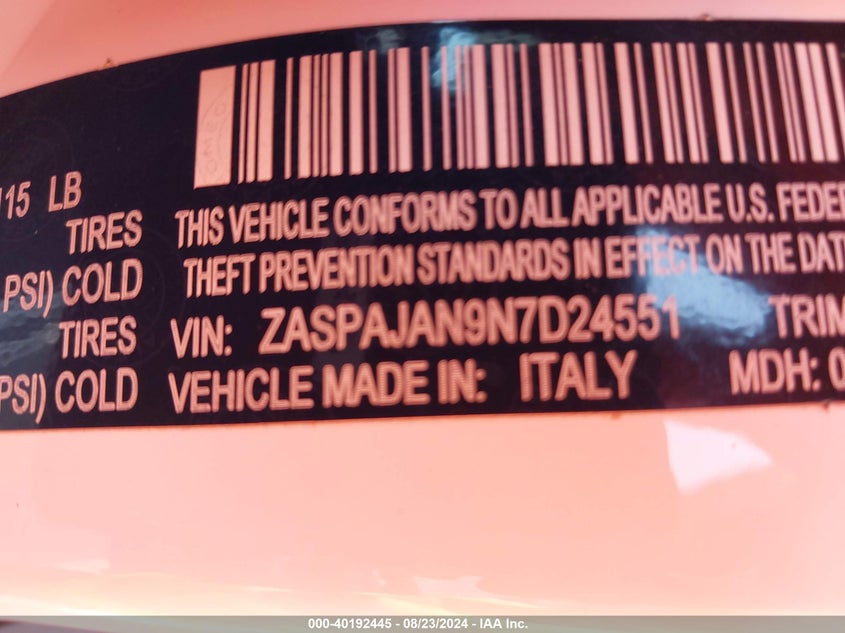 115 LB
TIRES
PSI) COLD
TIRES
PSI) COLD
THIS VEHICLE CONFORMS TO ALL APPLICABLE U.S. FEDER
THEFT PREVENTION STANDARDS IN EFFECT ON THE DAT
VIN: ZASPAJAN9N7D24551 TRIM
VEHICLE MADE IN: ITALY MDH: 0
000-40192445 - 08/23/2024 - IAA Inc.